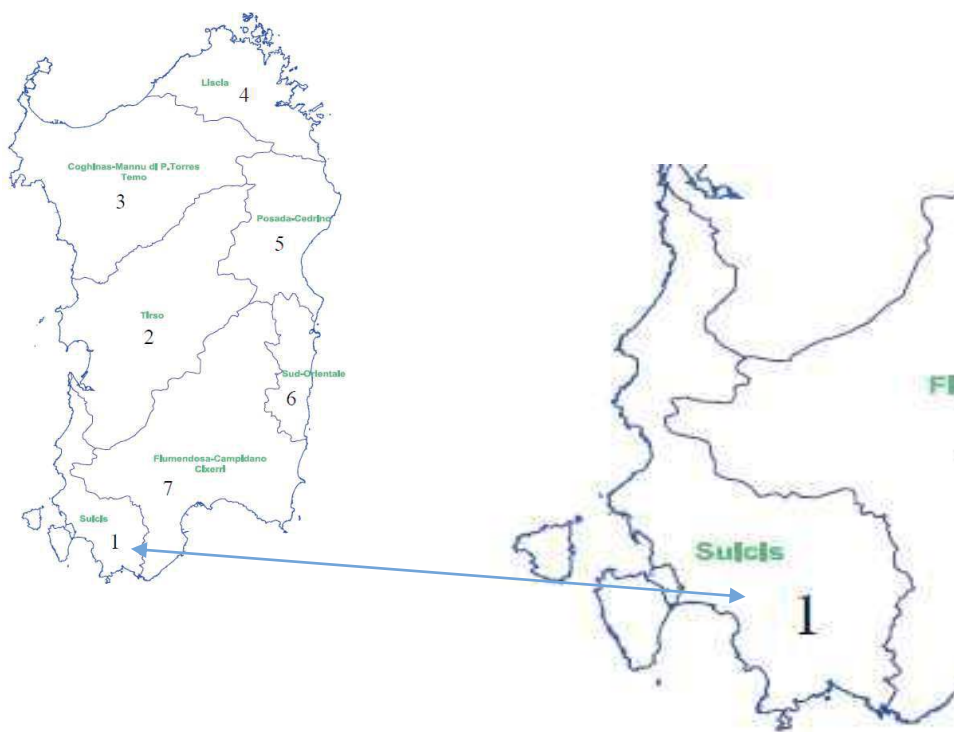 Liscia
4
Coghinas-Mannu di P.Torres
Temo
3
Posada-Cedrino
5
Tirso
2
Sud-Orientale
6
Flumendosa-Campidano
Cixerri
7
Sulcis
1
Fl
Sulcis
1